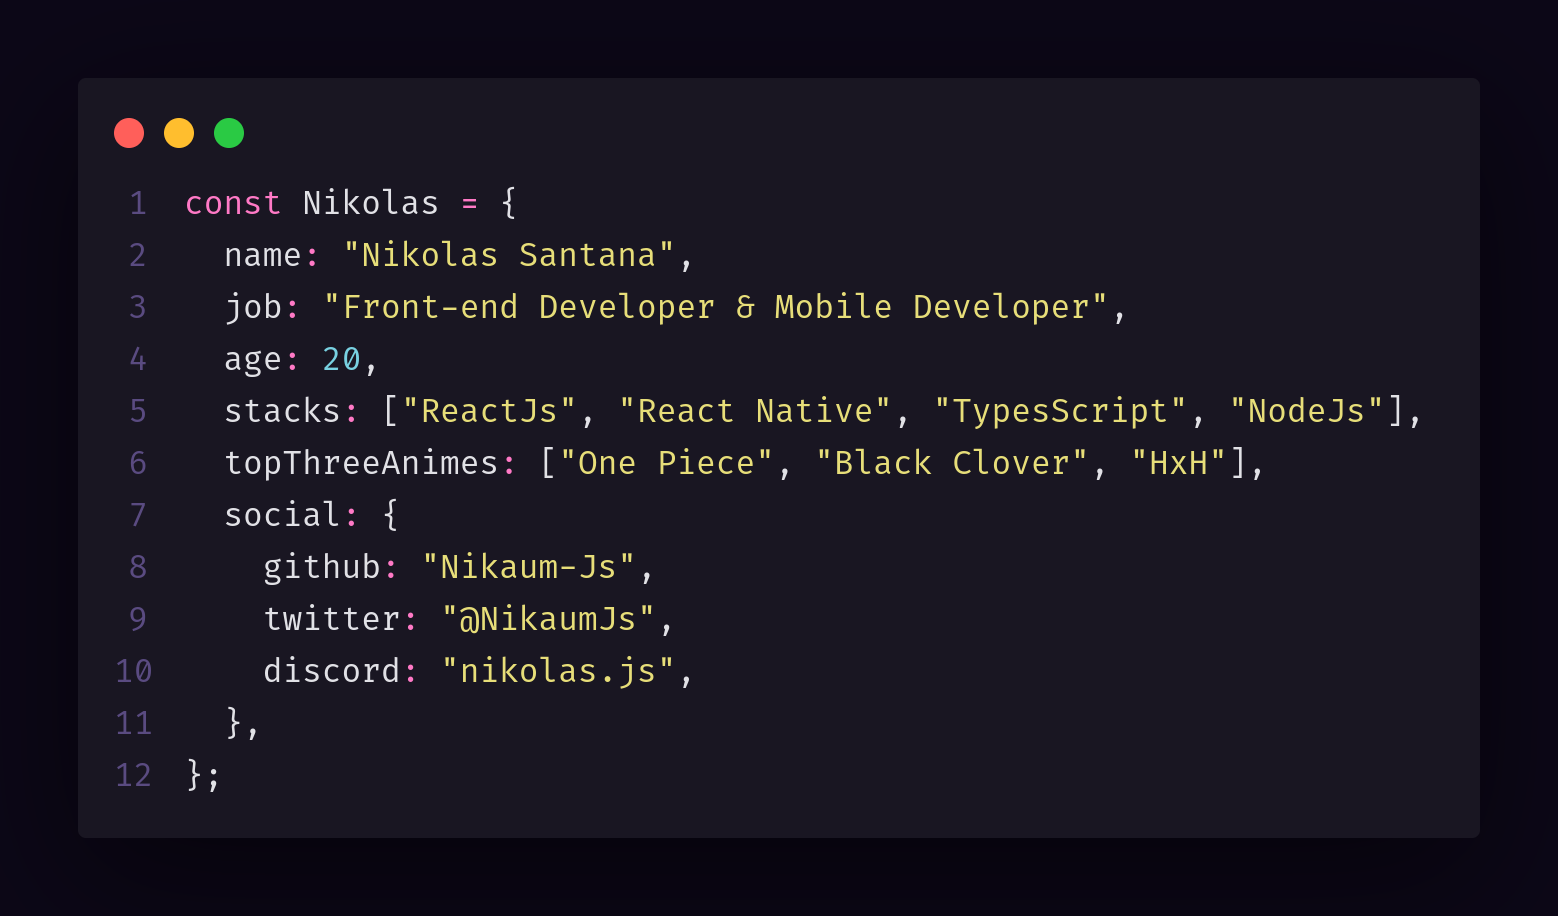 1 const Nikolas = {
2   name: "Nikolas Santana",
3   job: "Front-end Developer & Mobile Developer",
4   age: 20,
5   stacks: ["ReactJs", "React Native", "TypesScript", "NodeJs"],
6   topThreeAnimes: ["One Piece", "Black Clover", "HxH"],
7   social: {
8     github: "Nikaum-Js",
9     twitter: "@NikaumJs",
10     discord: "nikolas.js",
11   },
12 };